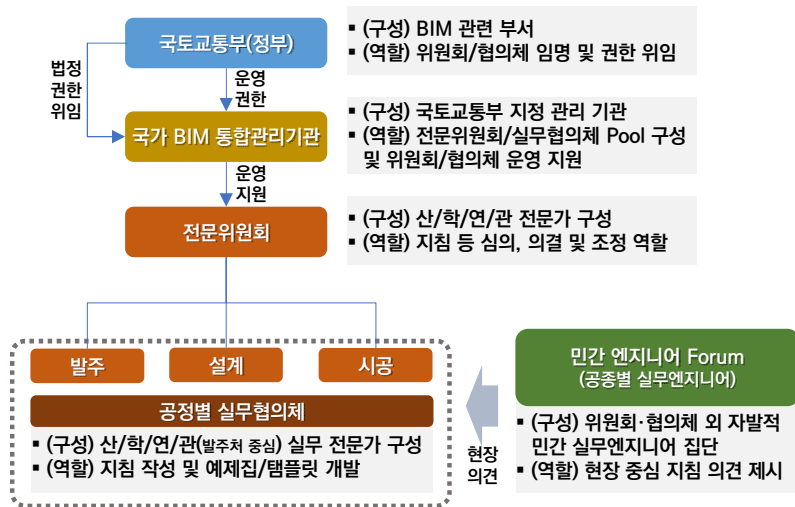 국토교통부(정부)
▪ (구성) BIM 관련 부서
▪ (역할) 위원회/협의체 임명 및 권한 위임
법정
권한
위임
운영
권한
국가 BIM 통합관리기관
▪ (구성) 국토교통부 지정 관리 기관
▪ (역할) 전문위원회/실무협의체 Pool 구성
및 위원회/협의체 운영 지원
운영
지원
전문위원회
▪ (구성) 산/학/연/관 전문가 구성
▪ (역할) 지침 등 심의, 의결 및 조정 역할
발주
설계
시공
공정별 실무협의체
▪ (구성) 산/학/연/관(발주처 중심) 실무 전문가 구성
▪ (역할) 지침 작성 및 예제집/탬플릿 개발
현장
의견
민간 엔지니어 Forum
(공종별 실무엔지니어)
▪ (구성) 위원회·협의체 외 자발적
민간 실무엔지니어 집단
▪ (역할) 현장 중심 지침 의견 제시